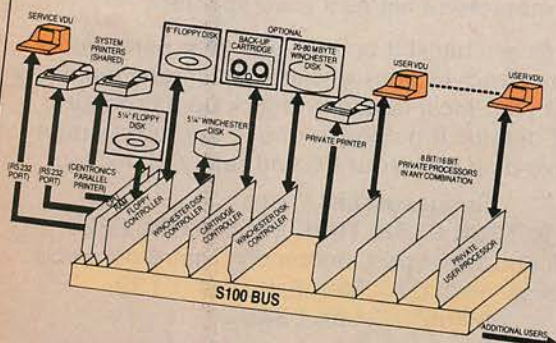 SERVICE VDU
SYSTEM
PRINTERS
(SHARED)
8" FLOPPY DISK
OPTIONAL
BACK-UP
CARTRIDGE
20-80 MBYTE
WINCHESTER
DISK
USER VDU
USER VDU
5¼" FLOPPY
DISK
5¼" WINCHESTER
DISK
PRIVATE PRINTER
(RS 232
PORT)
(RS 232
PORT)
(CENTRONICS
PARALLEL
PRINTER)
8 BIT/16 BIT
PRIVATE PROCESSORS
IN ANY COMBINATION
RAM
FLOPPY
CONTROLLER
WINCHESTER DISK
CONTROLLER
CARTRIDGE
CONTROLLER
WINCHESTER DISK
CONTROLLER
PRIVATE
USER PROCESSOR
S100 BUS
ADDITIONAL USERS